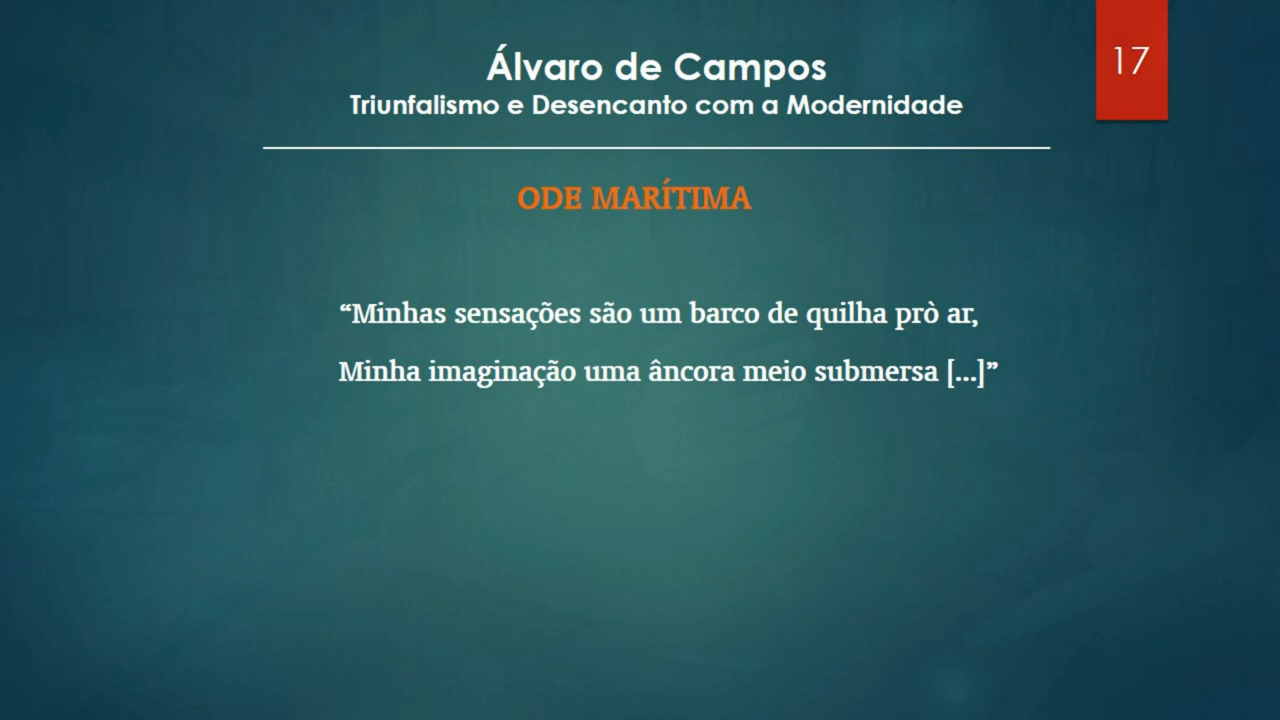 Álvaro de Campos
Triunfalismo e Desencanto com a Modernidade
17
ODE MARÍTIMA
“Minhas sensações são um barco de quilha prò ar,
Minha imaginação uma âncora meio submersa [...]”